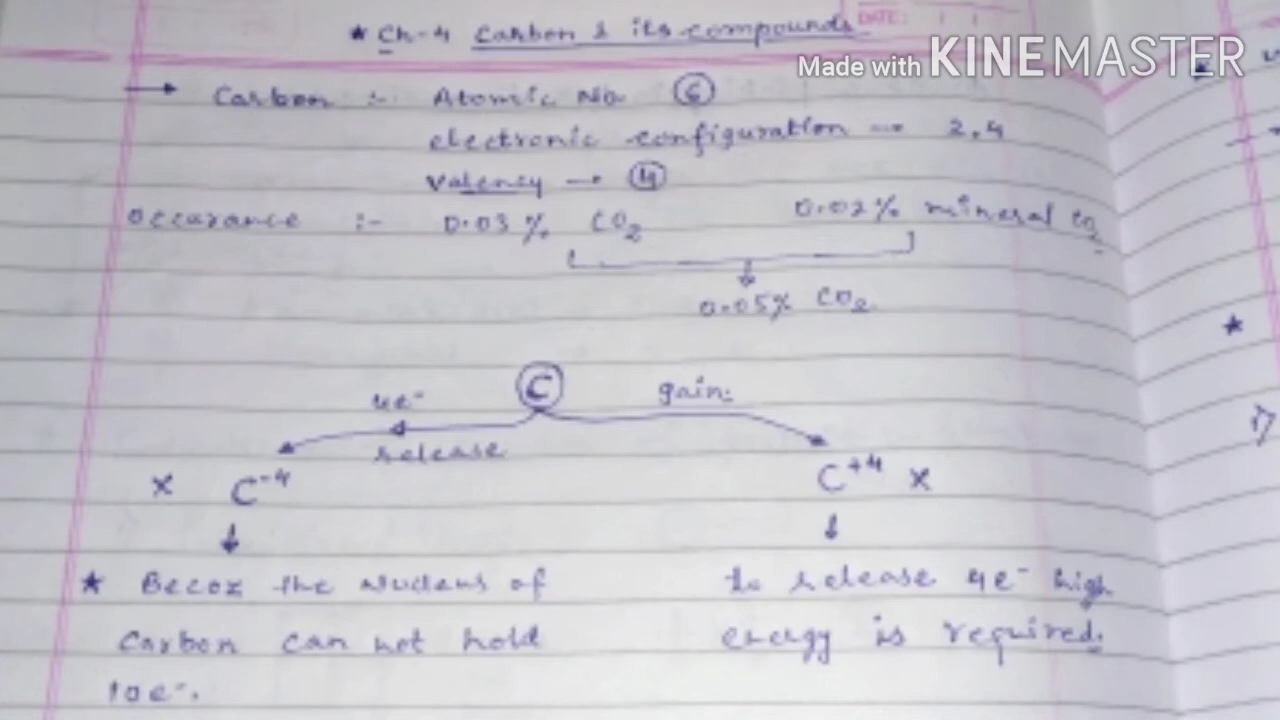 ★ Ch-4 Carbon & its compounds.
DATE:
Made with KINEMASTER
→ Carbon :- Atomic No. 6
electronic configuration → 2,4
Valency → 4
Occurance :- 0.03% CO2 0.02% mineral CO2
0.05% CO2
C
4e- gain:
release
x C-4 C+4 x
★ Becoz the nucleus of to release 4e- high
Carbon can not hold energy is required:
10e-.